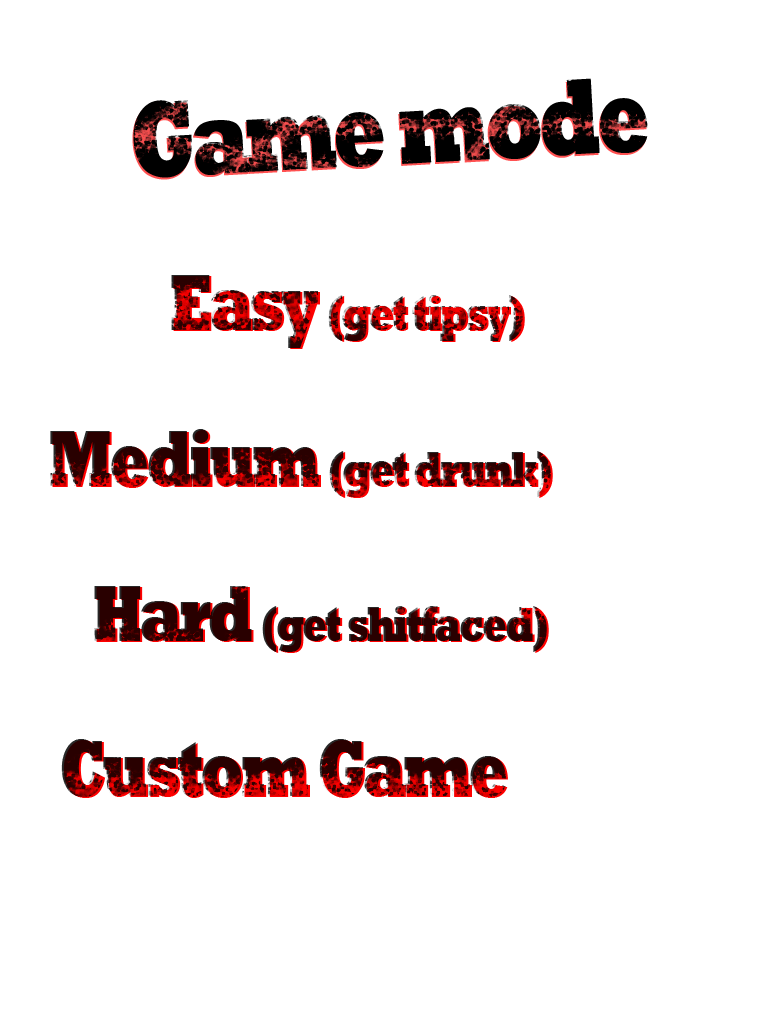 Game mode
Easy (get tipsy)
Medium (get drunk)
Hard (get shitfaced)
Custom Game